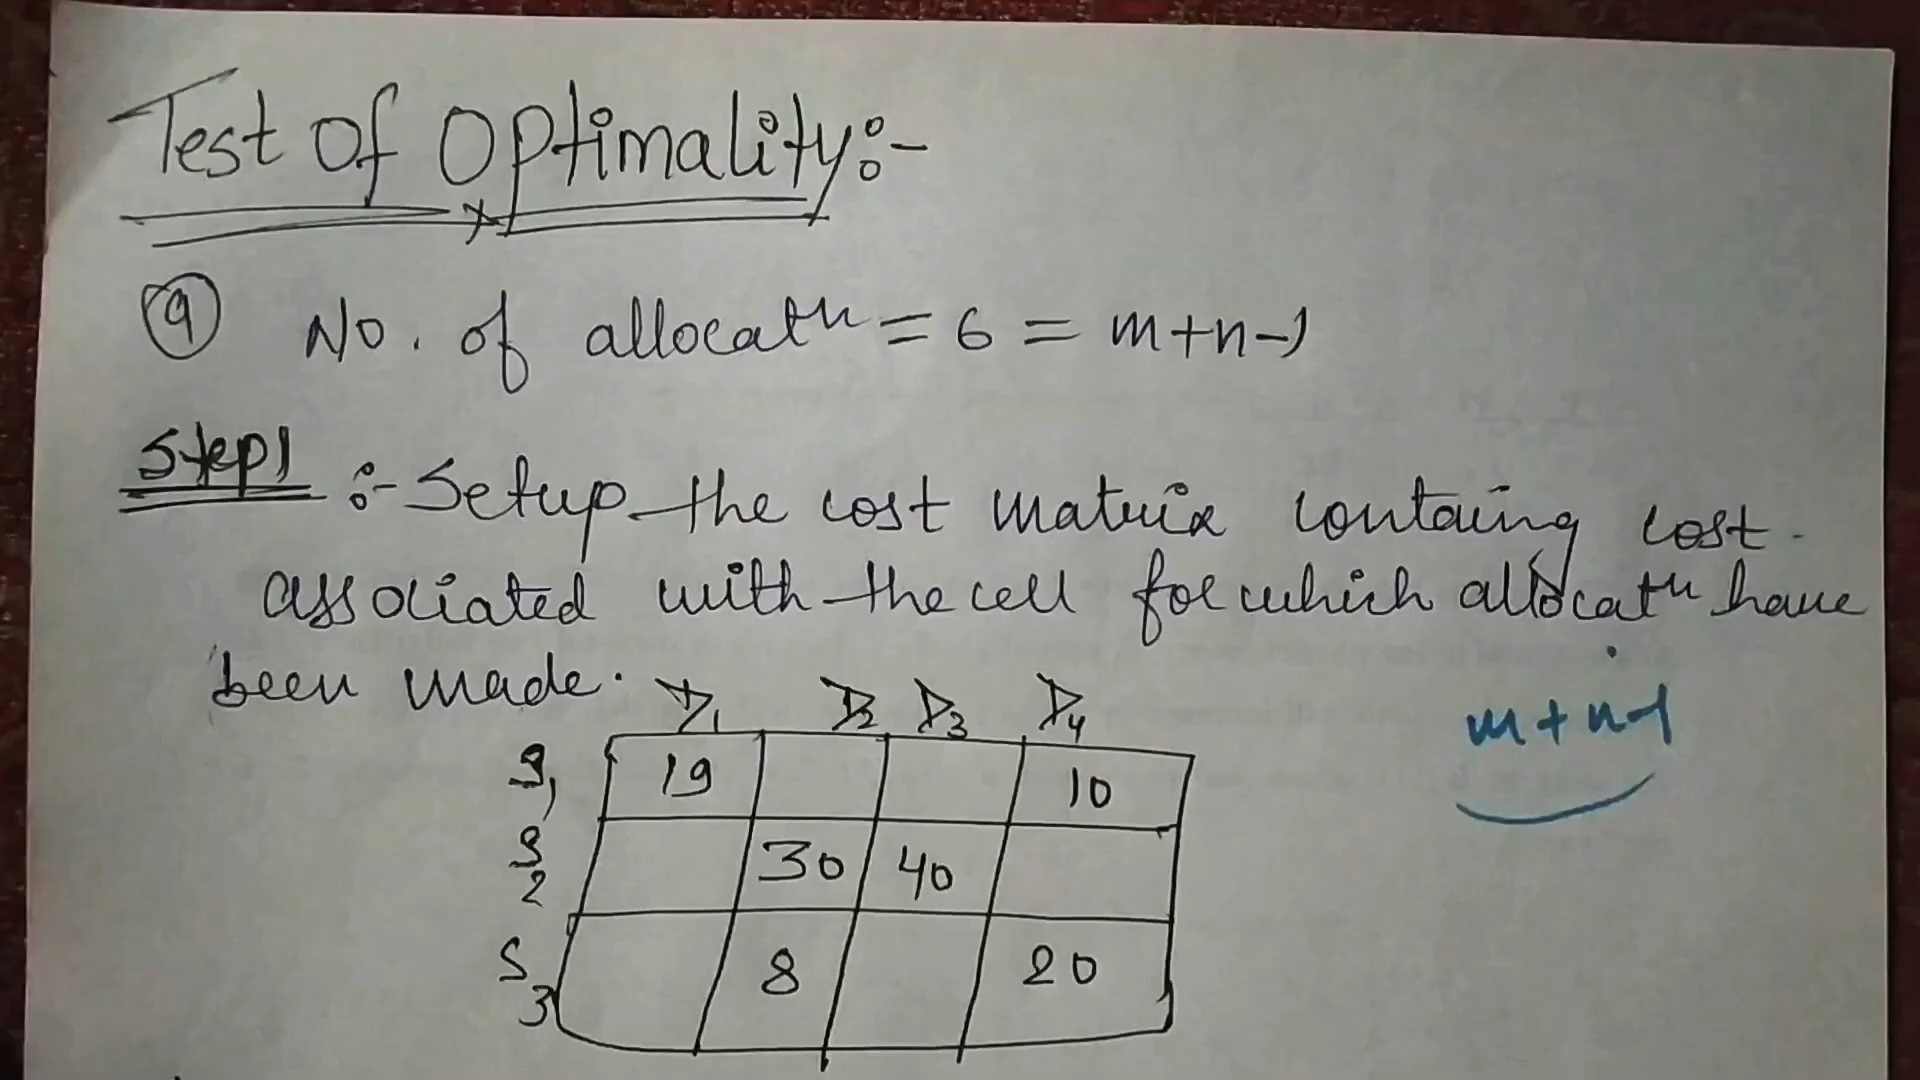 Test of Optimality:-
(a) No. of allocatn = 6 = m+n-1
Step1 :- Setup the cost matrix containg cost
associated with the cell for which allocatn have
been made.
m+n-1
D1 D2 D3 D4
S1 19 10
S2 30 40
S3 8 20